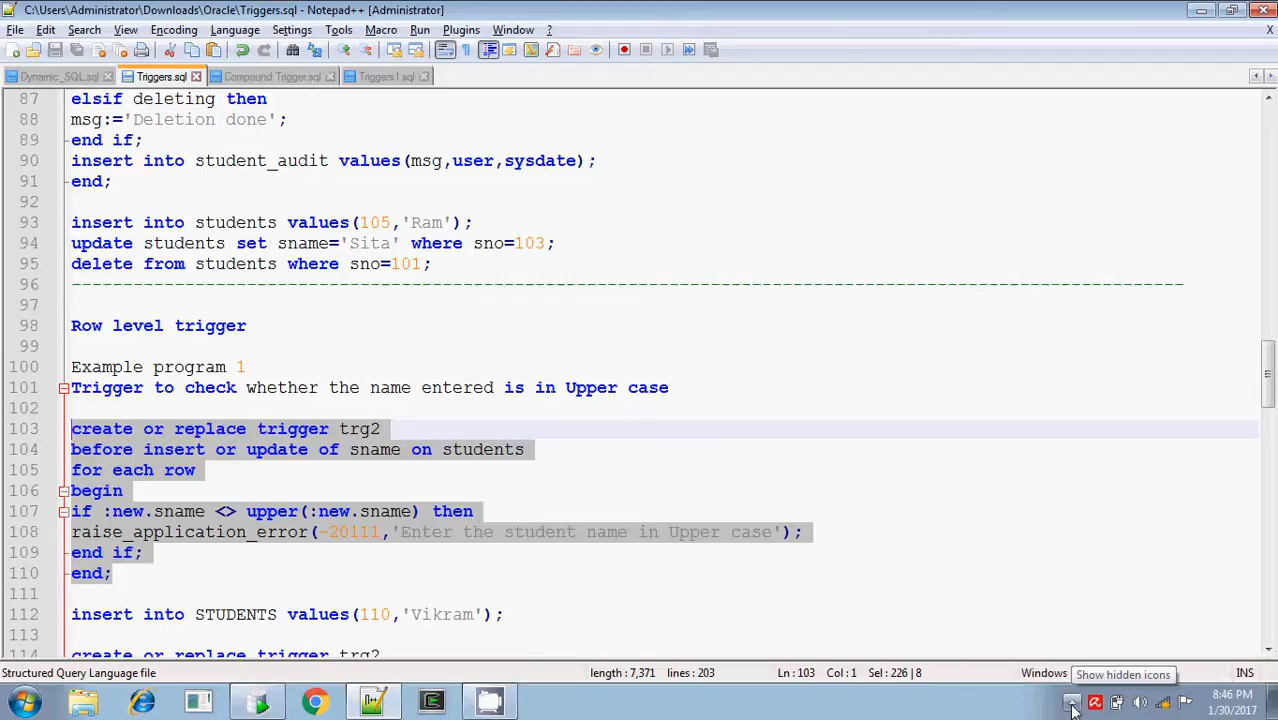 C:\Users\Administrator\Downloads\Oracle\Triggers.sql - Notepad++ [Administrator]
File Edit Search View Encoding Language Settings Tools Macro Run Plugins Window ? X
Dynamic_SQL.sql Triggers.sql Compound Trigger.sql Triggers1.sql
87 elsif deleting then
88 msg:='Deletion done';
89 end if;
90 insert into student_audit values(msg,user,sysdate);
91 end;
92
93 insert into students values(105,'Ram');
94 update students set sname='Sita' where sno=103;
95 delete from students where sno=101;
96 ------------------------------------------------------------------------------------------------------------
97
98 Row level trigger
99
100 Example program 1
101 Trigger to check whether the name entered is in Upper case
102
103 create or replace trigger trg2
104 before insert or update of sname on students
105 for each row
106 begin
107 if :new.sname <> upper(:new.sname) then
108 raise_application_error(-20111,'Enter the student name in Upper case');
109 end if;
110 end;
111
112 insert into STUDENTS values(110,'Vikram');
113
114 create or replace trigger trg2
Structured Query Language file length : 7,371 lines : 203 Ln : 103 Col : 1 Sel : 226 | 8 Windows INS
Show hidden icons
8:46 PM
1/30/2017